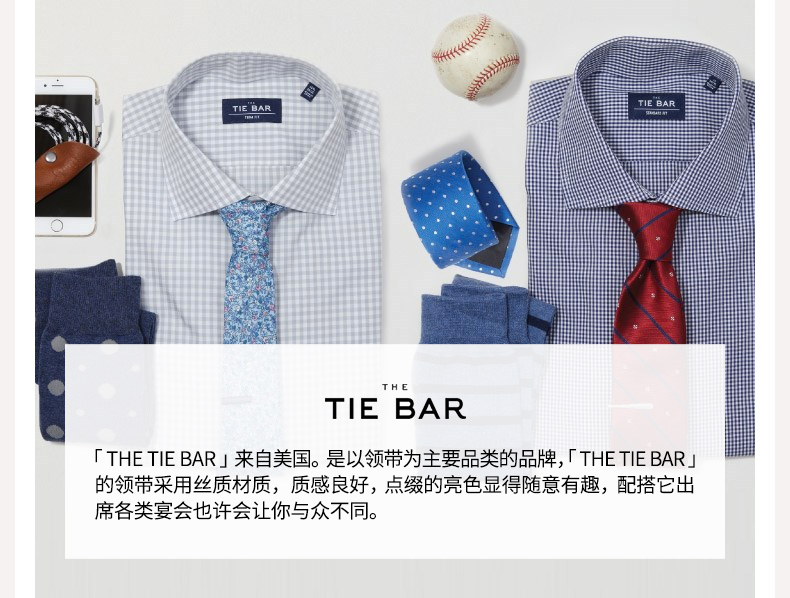 THE
TIE BAR
TRIM FIT
THE
TIE BAR
STANDARD FIT
THE
TIE BAR
「THE TIE BAR」来自美国。是以领带为主要品类的品牌，「THE TIE BAR」
的领带采用丝质材质，质感良好，点缀的亮色显得随意有趣，配搭它出
席各类宴会也许会让你与众不同。